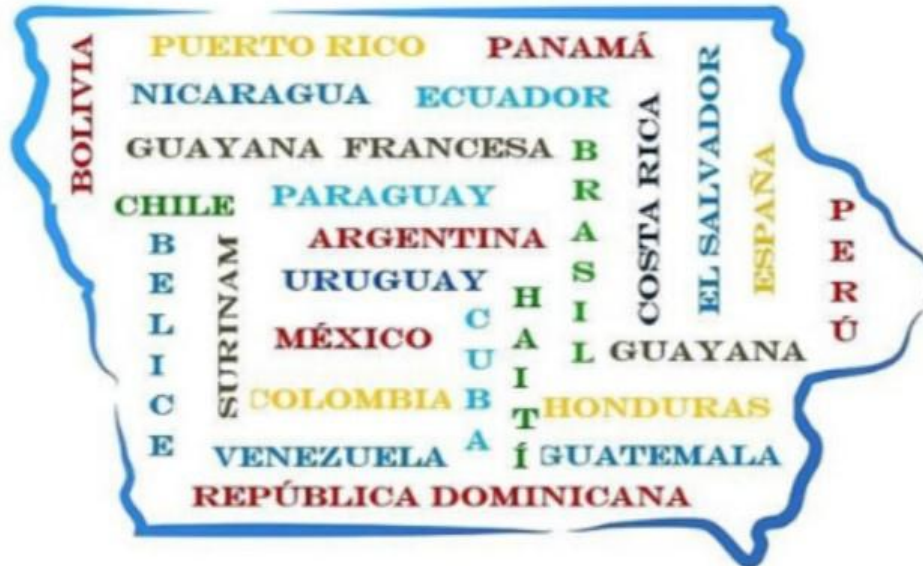 BOLIVIA
PUERTO RICO
PANAMÁ
NICARAGUA
ECUADOR
GUAYANA FRANCESA
BRASIL
COSTA RICA
EL SALVADOR
ESPAÑA
PERÚ
CHILE
PARAGUAY
BELICE
SURINAM
ARGENTINA
URUGUAY
HAITÍ
CUBA
MÉXICO
GUAYANA
COLOMBIA
HONDURAS
VENEZUELA
GUATEMALA
REPÚBLICA DOMINICANA